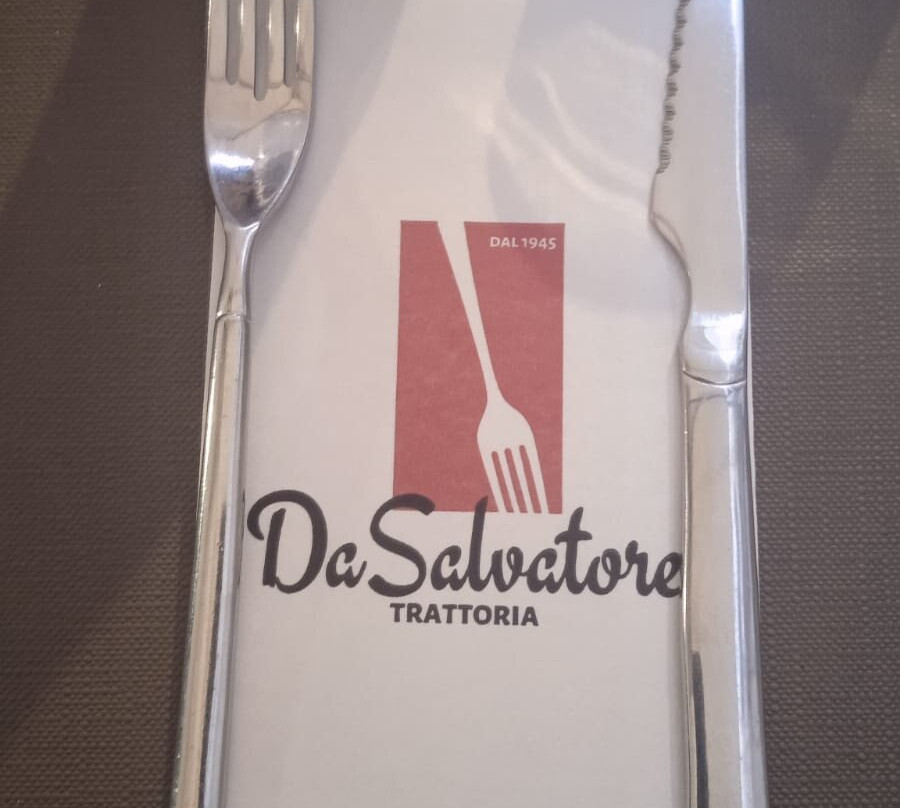 DAL 1945
Da Salvatore
TRATTORIA